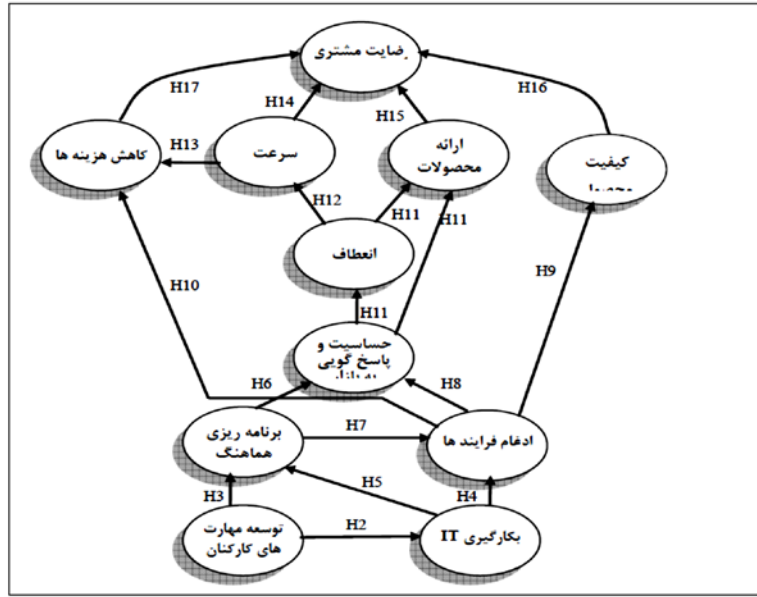 رضایت مشتری
H17
H14
H15
H16
کاهش هزینه ها
H13
سرعت
ارائه
محصولات
کیفیت
H12
H11
H11
انعطاف
H10
H9
H11
حساسیت و
پاسخ گویی
H6
H8
برنامه ریزی
هماهنگ
H7
ادغام فرایند ها
H3
H5
H4
توسعه مهارت
های کارکنان
H2
بکارگیری IT